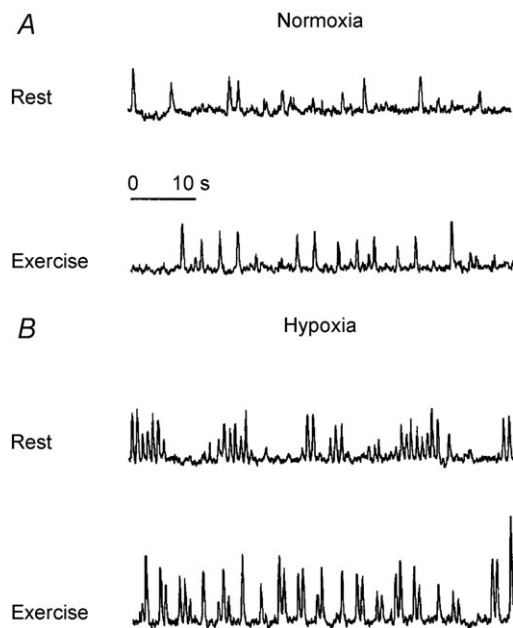 A Normoxia
Rest
0 10 s
Exercise
B Hypoxia
Rest
Exercise